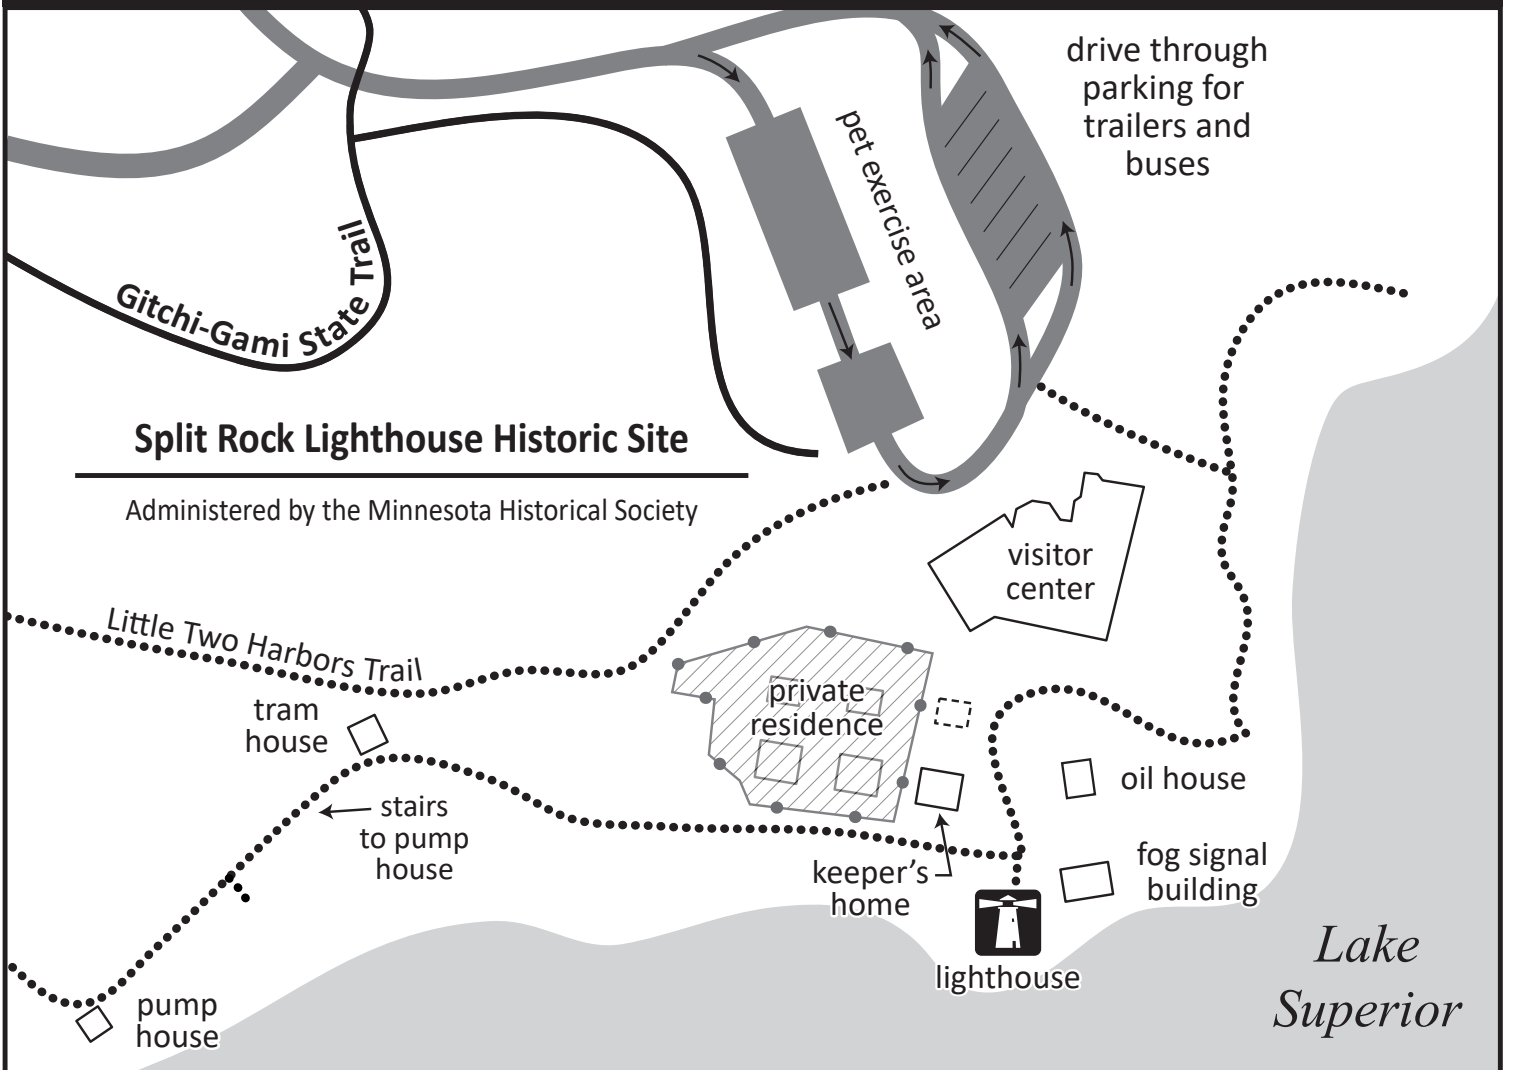 drive through
parking for
trailers and
buses
pet exercise area
Gitchi-Gami State Trail
Split Rock Lighthouse Historic Site
Administered by the Minnesota Historical Society
visitor
center
Little Two Harbors Trail
private
residence
tram
house
oil house
stairs
to pump
house
keeper’s
home
fog signal
building
lighthouse
Lake
Superior
pump
house